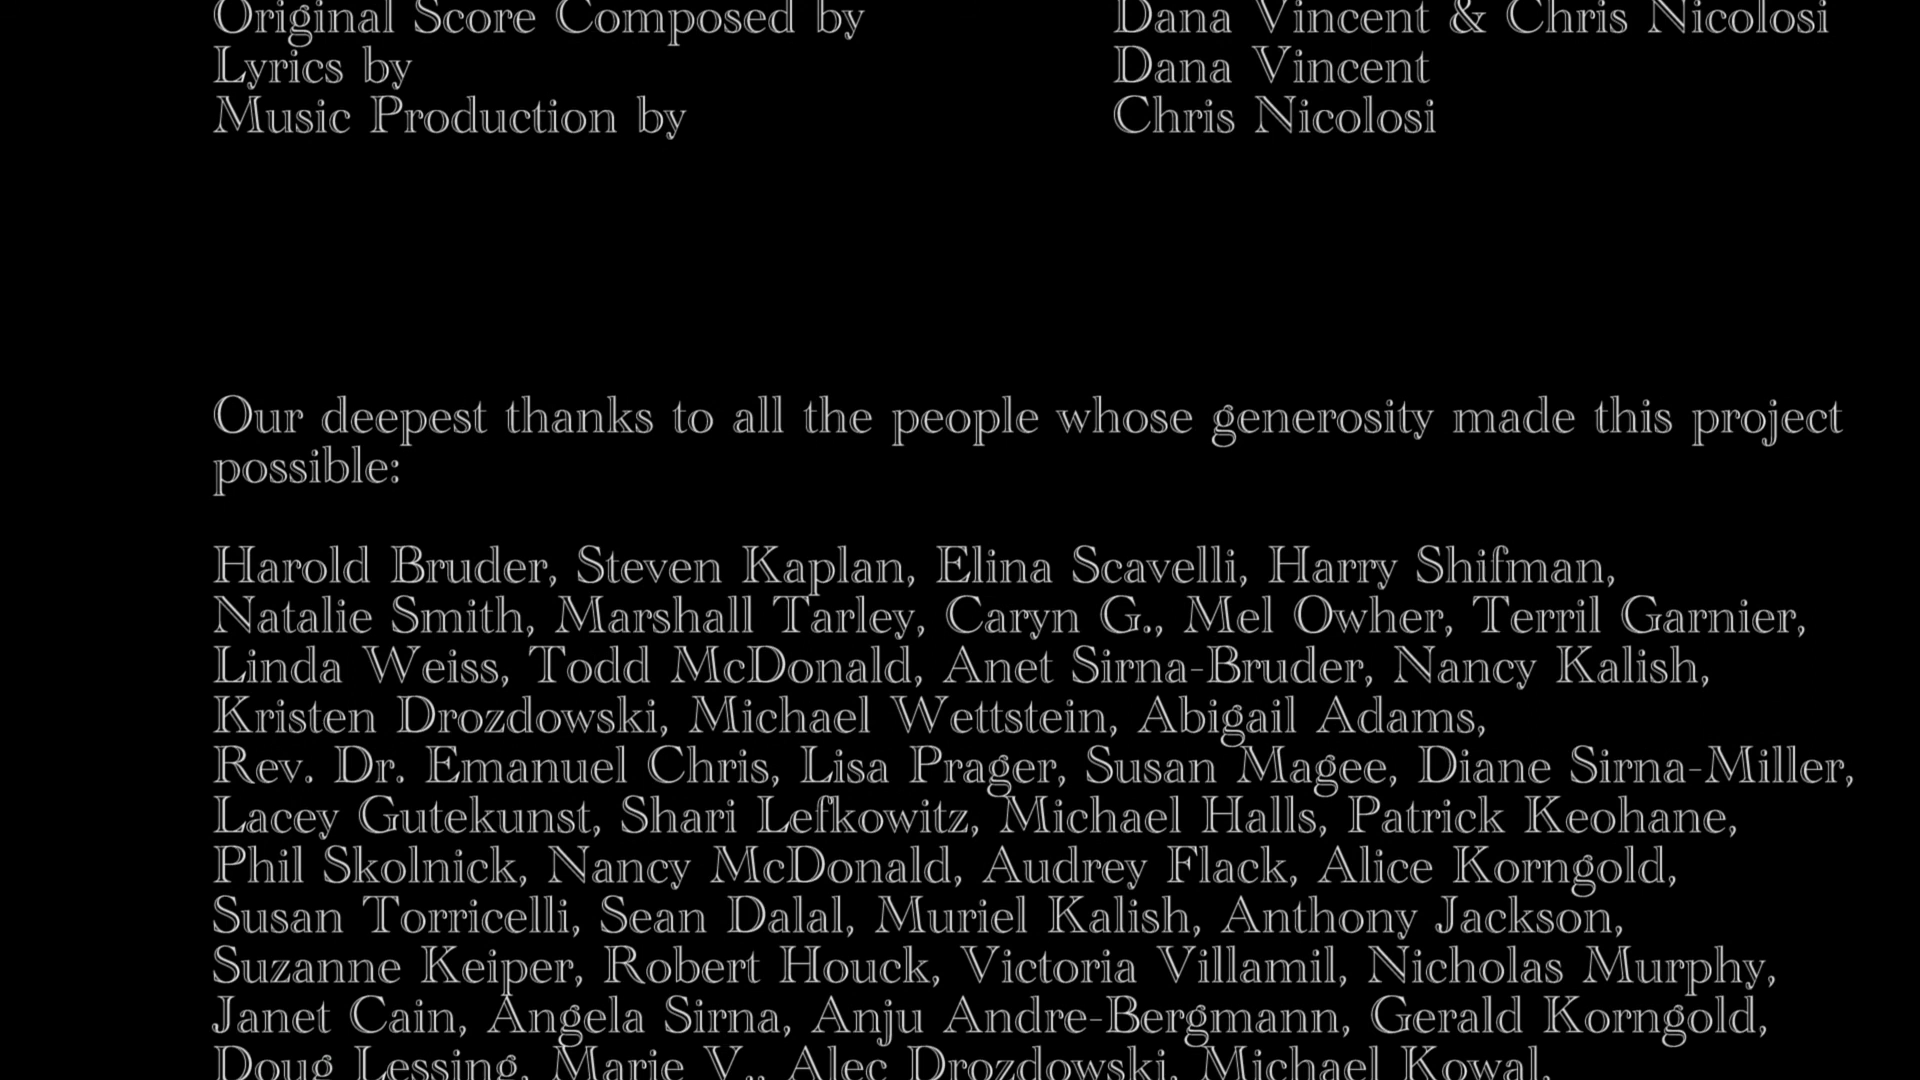 Original Score Composed by Dana Vincent & Chris Nicolosi
Lyrics by Dana Vincent
Music Production by Chris Nicolosi
Our deepest thanks to all the people whose generosity made this project
possible:
Harold Bruder, Steven Kaplan, Elina Scavelli, Harry Shifman,
Natalie Smith, Marshall Tarley, Caryn G., Mel Owher, Terril Garnier,
Linda Weiss, Todd McDonald, Anet Sirna-Bruder, Nancy Kalish,
Kristen Drozdowski, Michael Wettstein, Abigail Adams,
Rev. Dr. Emanuel Chris, Lisa Prager, Susan Magee, Diane Sirna-Miller,
Lacey Gutekunst, Shari Lefkowitz, Michael Halls, Patrick Keohane,
Phil Skolnick, Nancy McDonald, Audrey Flack, Alice Korngold,
Susan Torricelli, Sean Dalal, Muriel Kalish, Anthony Jackson,
Suzanne Keiper, Robert Houck, Victoria Villamil, Nicholas Murphy,
Janet Cain, Angela Sirna, Anju Andre-Bergmann, Gerald Korngold,
Doug Lessing, Marie V., Alec Drozdowski, Michael Kowal,